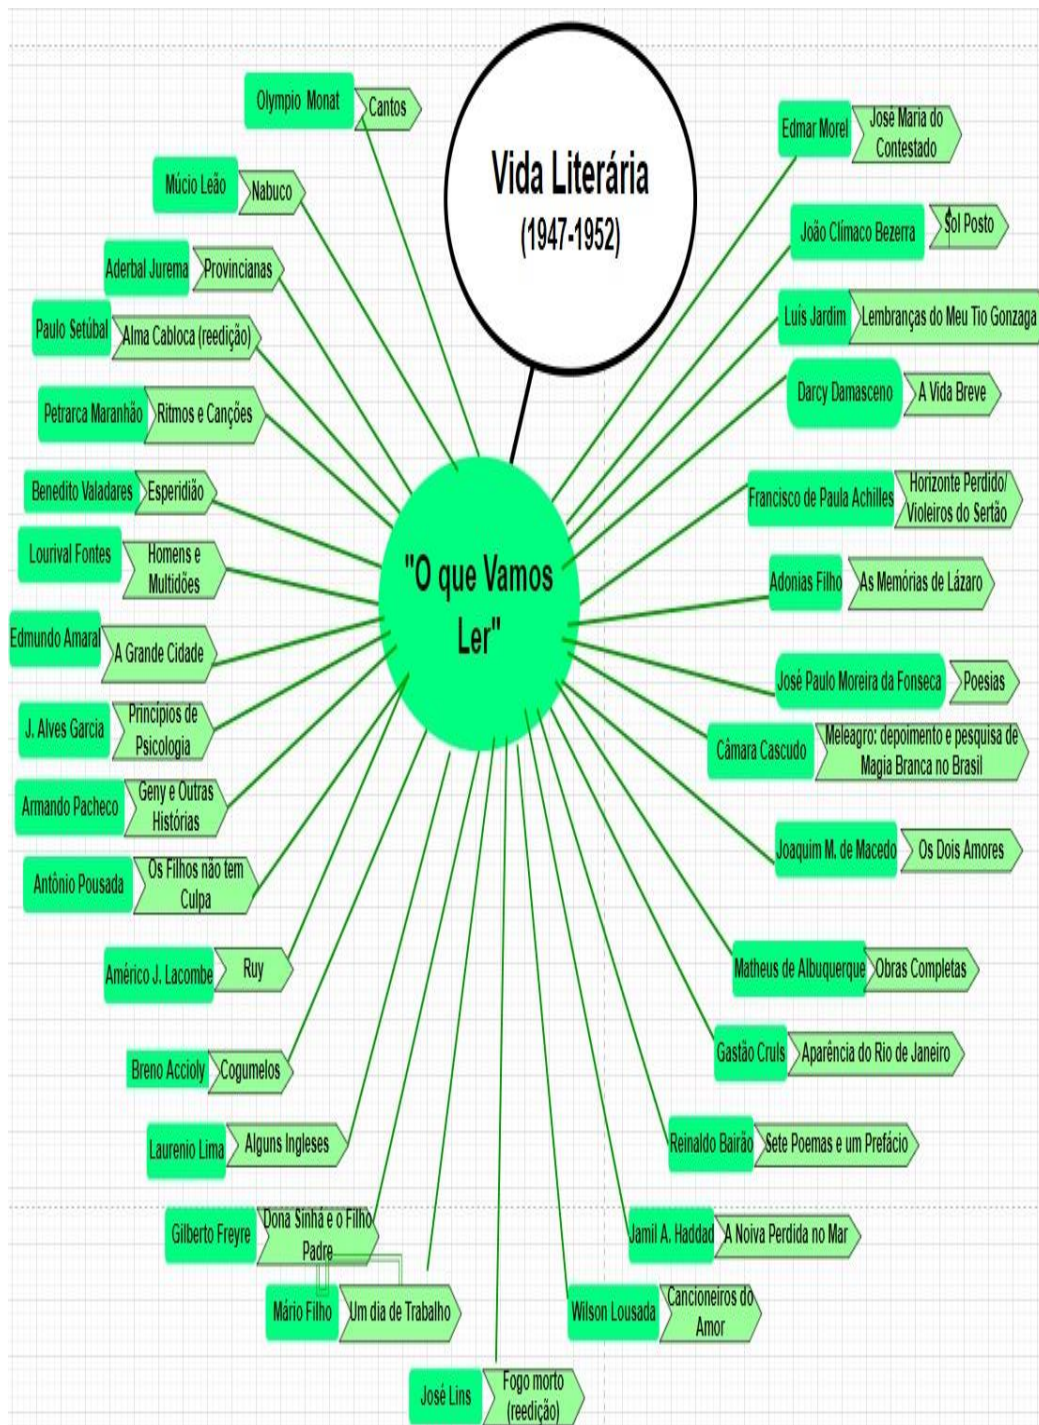 Vida Literária
(1947-1952)
"O que Vamos
Ler"
Olympio Monat
Cantos
Múcio Leão
Nabuco
Aderbal Jurema
Provincianas
Paulo Setúbal
Alma Cabloca (reedição)
Petrarca Maranhão
Ritmos e Canções
Benedito Valadares
Esperidião
Lourival Fontes
Homens e
Multidões
Edmundo Amaral
A Grande Cidade
J. Alves Garcia
Princípios de
Psicologia
Armando Pacheco
Geny e Outras
Histórias
Antônio Pousada
Os Filhos não tem
Culpa
Américo J. Lacombe
Ruy
Breno Accioly
Cogumelos
Laurenio Lima
Alguns Ingleses
Gilberto Freyre
Dona Sinhá e o Filho
Padre
Mário Filho
Um dia de Trabalho
José Lins
Fogo morto
(reedição)
Edmar Morel
José Maria do
Contestado
João Clímaco Bezerra
Sol Posto
Luís Jardim
Lembranças do Meu Tio Gonzaga
Darcy Damasceno
A Vida Breve
Francisco de Paula Achilles
Horizonte Perdido/
Violeiros do Sertão
Adonias Filho
As Memórias de Lázaro
José Paulo Moreira da Fonseca
Poesias
Câmara Cascudo
Meleagro: depoimento e pesquisa de
Magia Branca no Brasil
Joaquim M. de Macedo
Os Dois Amores
Matheus de Albuquerque
Obras Completas
Gastão Cruls
Aparência do Rio de Janeiro
Reinaldo Bairão
Sete Poemas e um Prefácio
Jamil A. Haddad
A Noiva Perdida no Mar
Wilson Lousada
Cancioneiros do
Amor